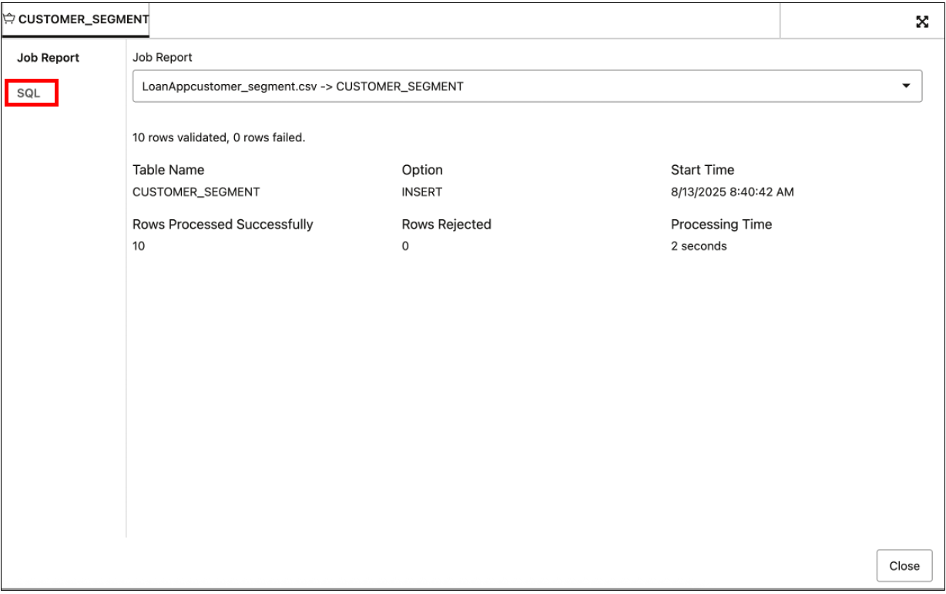 CUSTOMER_SEGMENT
Job Report
SQL
Job Report
LoanAppcustomer_segment.csv -> CUSTOMER_SEGMENT
10 rows validated, 0 rows failed.
Table Name Option Start Time
CUSTOMER_SEGMENT INSERT 8/13/2025 8:40:42 AM
Rows Processed Successfully Rows Rejected Processing Time
10 0 2 seconds
Close